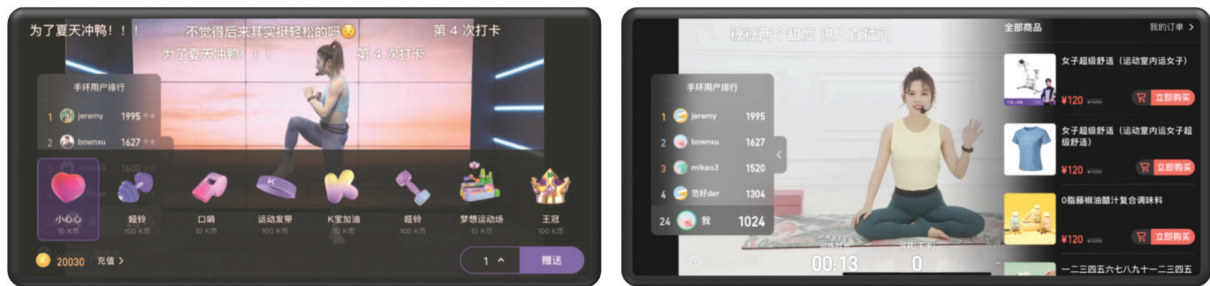 为了夏天冲鸭！！！
不觉得后来其实挺轻松的吗
第 4 次打卡
为了夏天冲鸭！！！
第 4 次打卡
手环用户排行
1 jeremy 1995
2 bownxu 1627
小心心
10 K币
哑铃
100 K币
口哨
10 K币
运动发带
100 K币
K宝加油
10 K币
哑铃
100 K币
梦想运动场
10 K币
王冠
100 K币
20030 充值
1
赠送
进入直播间
手环用户排行
1 jeremy 1995
2 bownxu 1627
3 mikeo3 1520
4 范好der 1304
24 我 1024
00:13
0
全部商品
我的订单
女子超级舒适（运动室内运女子）
¥120 ¥190
立即购买
女子超级舒适（运动室内运女子超
级舒适）
¥120
立即购买
0脂藤椒油醋汁复合调味料
¥120
立即购买
一二三四五六七八九十一二三四五